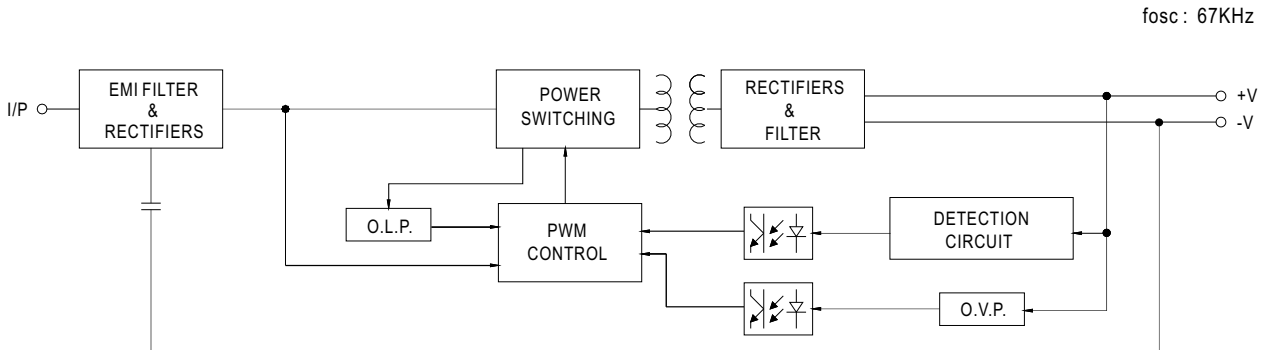 fosc : 67KHz
I/P
EMI FILTER
&
RECTIFIERS
POWER
SWITCHING
RECTIFIERS
&
FILTER
+V
-V
O.L.P.
PWM
CONTROL
DETECTION
CIRCUIT
O.V.P.